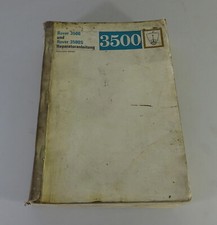 Rover 3500
und
Rover 3500S
Reparaturanleitung
3500